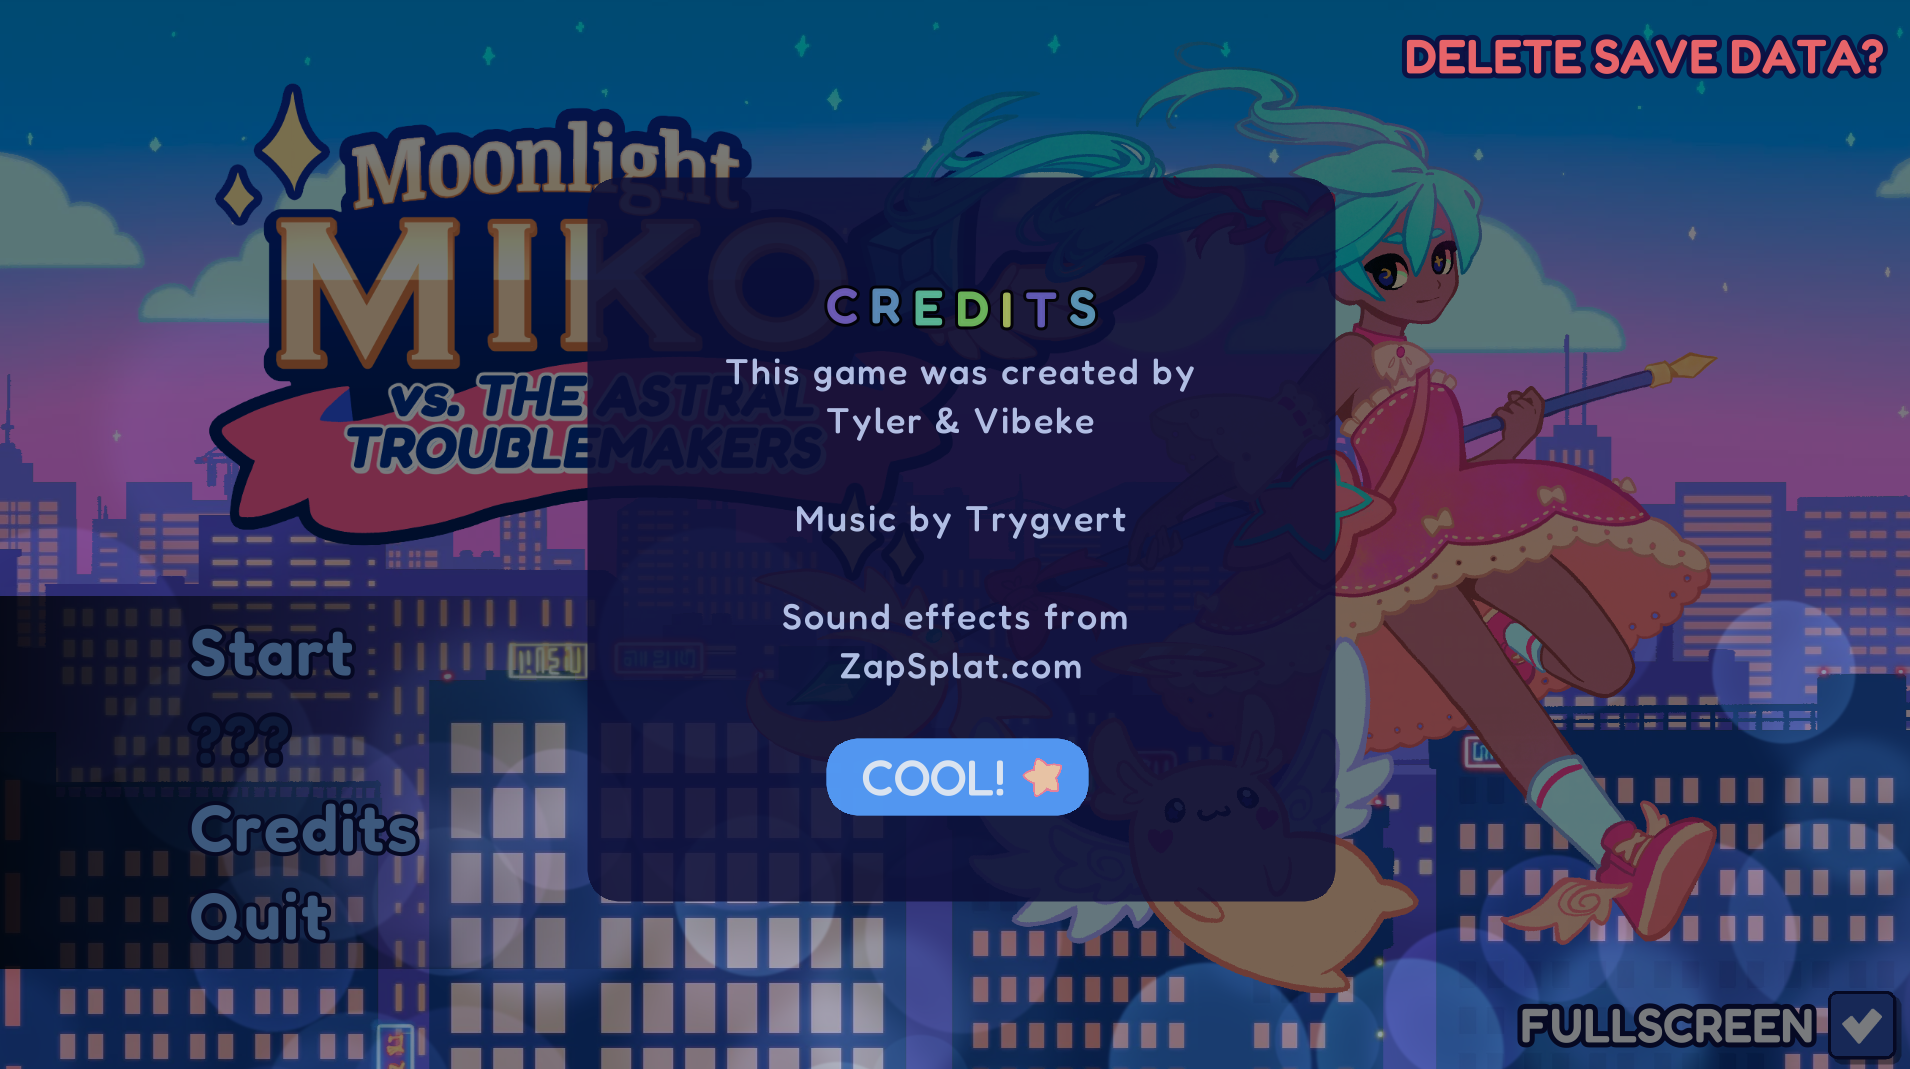 DELETE SAVE DATA?
Moonlight
MIKO
vs. THE ASTRAL
TROUBLEMAKERS
CREDITS
This game was created by
Tyler & Vibeke
Music by Trygvert
Sound effects from
ZapSplat.com
COOL!
Start
???
Credits
Quit
FULLSCREEN